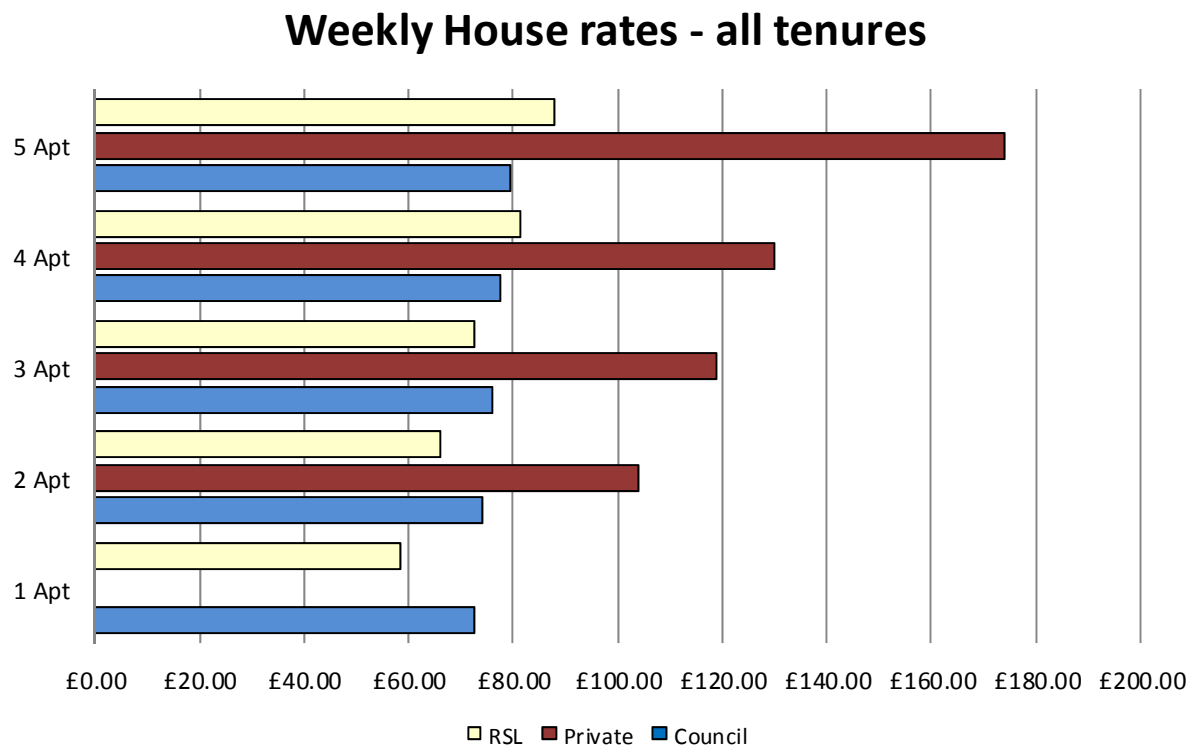 Weekly House rates - all tenures
5 Apt
4 Apt
3 Apt
2 Apt
1 Apt
£0.00 £20.00 £40.00 £60.00 £80.00 £100.00 £120.00 £140.00 £160.00 £180.00 £200.00
RSL Private Council